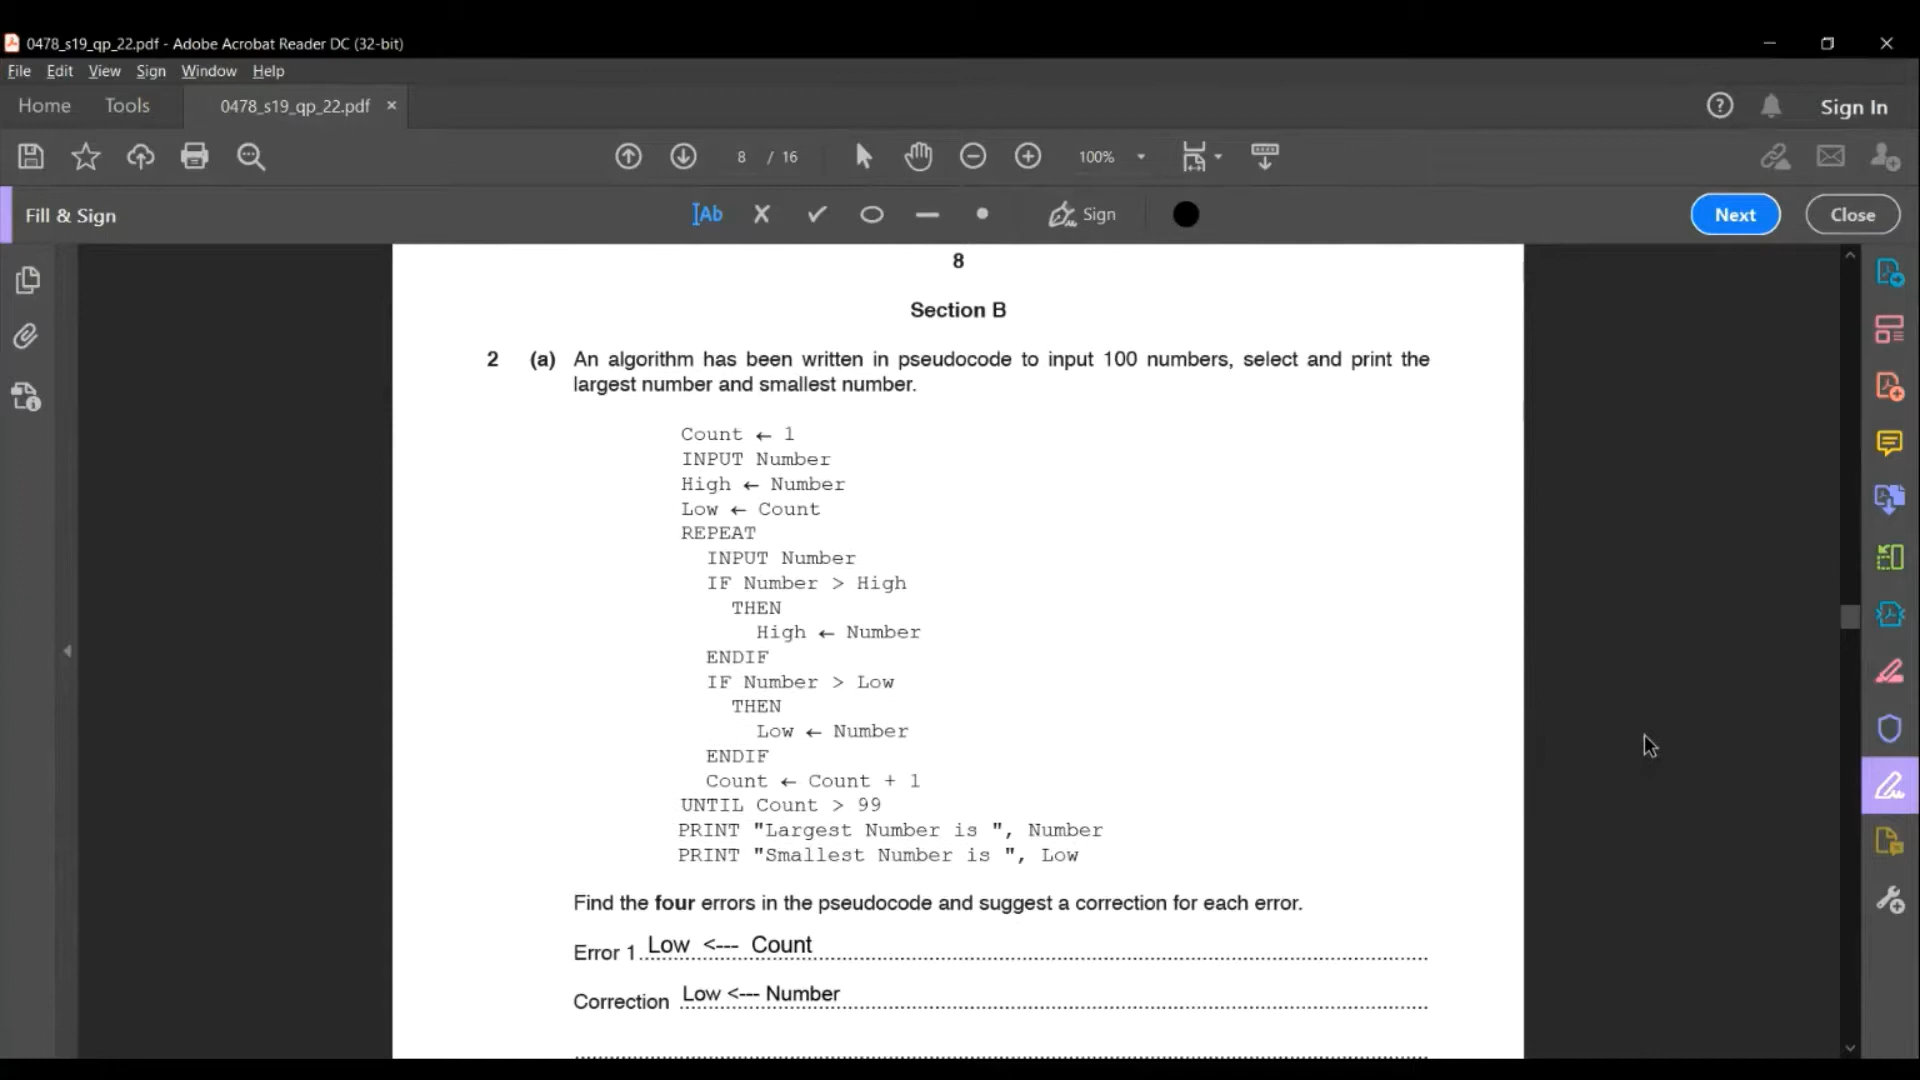 0478_s19_qp_22.pdf - Adobe Acrobat Reader DC (32-bit)
File Edit View Sign Window Help
Home Tools 0478_s19_qp_22.pdf × Sign In
8 / 16 100%
Fill & Sign Ab Sign Next Close
8
Section B
2 (a) An algorithm has been written in pseudocode to input 100 numbers, select and print the
largest number and smallest number.
Count ← 1
INPUT Number
High ← Number
Low ← Count
REPEAT
INPUT Number
IF Number > High
THEN
High ← Number
ENDIF
IF Number > Low
THEN
Low ← Number
ENDIF
Count ← Count + 1
UNTIL Count > 99
PRINT "Largest Number is ", Number
PRINT "Smallest Number is ", Low
Find the four errors in the pseudocode and suggest a correction for each error.
Error 1 Low <--- Count
Correction Low <--- Number